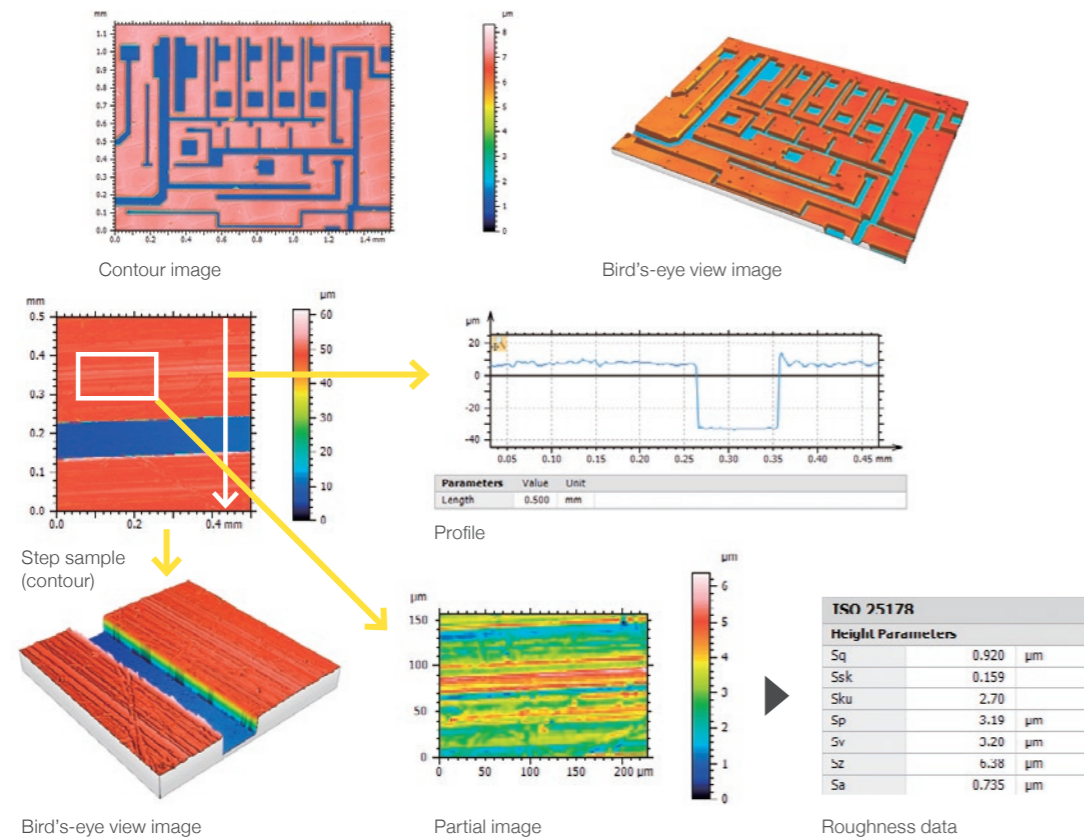 mm
1.1
1.0
0.9
0.8
0.7
0.6
0.5
0.4
0.3
0.2
0.1
0.0
0.0 0.2 0.4 0.6 0.8 1.0 1.2 1.4 mm
Contour image
µm
8
7
6
5
4
3
2
1
0
Bird's-eye view image
mm
0.5
0.4
0.3
0.2
0.1
0.0
0.0 0.2 0.4 mm
µm
60
50
40
30
20
10
0
Step sample
(contour)
µm
20
0
-20
-40
0.05 0.10 0.15 0.20 0.25 0.30 0.35 0.40 0.45 mm
Parameters Value Unit
Length 0.500 mm
Profile
Bird's-eye view image
µm
150
100
50
0
0 50 100 150 200 µm
µm
6
5
4
3
2
1
0
Partial image
ISO 25178
Height Parameters
Sq 0.920 µm
Ssk 0.159
Sku 2.70
Sp 3.19 µm
Sv 3.20 µm
Sz 6.38 µm
Sa 0.735 µm
Roughness data